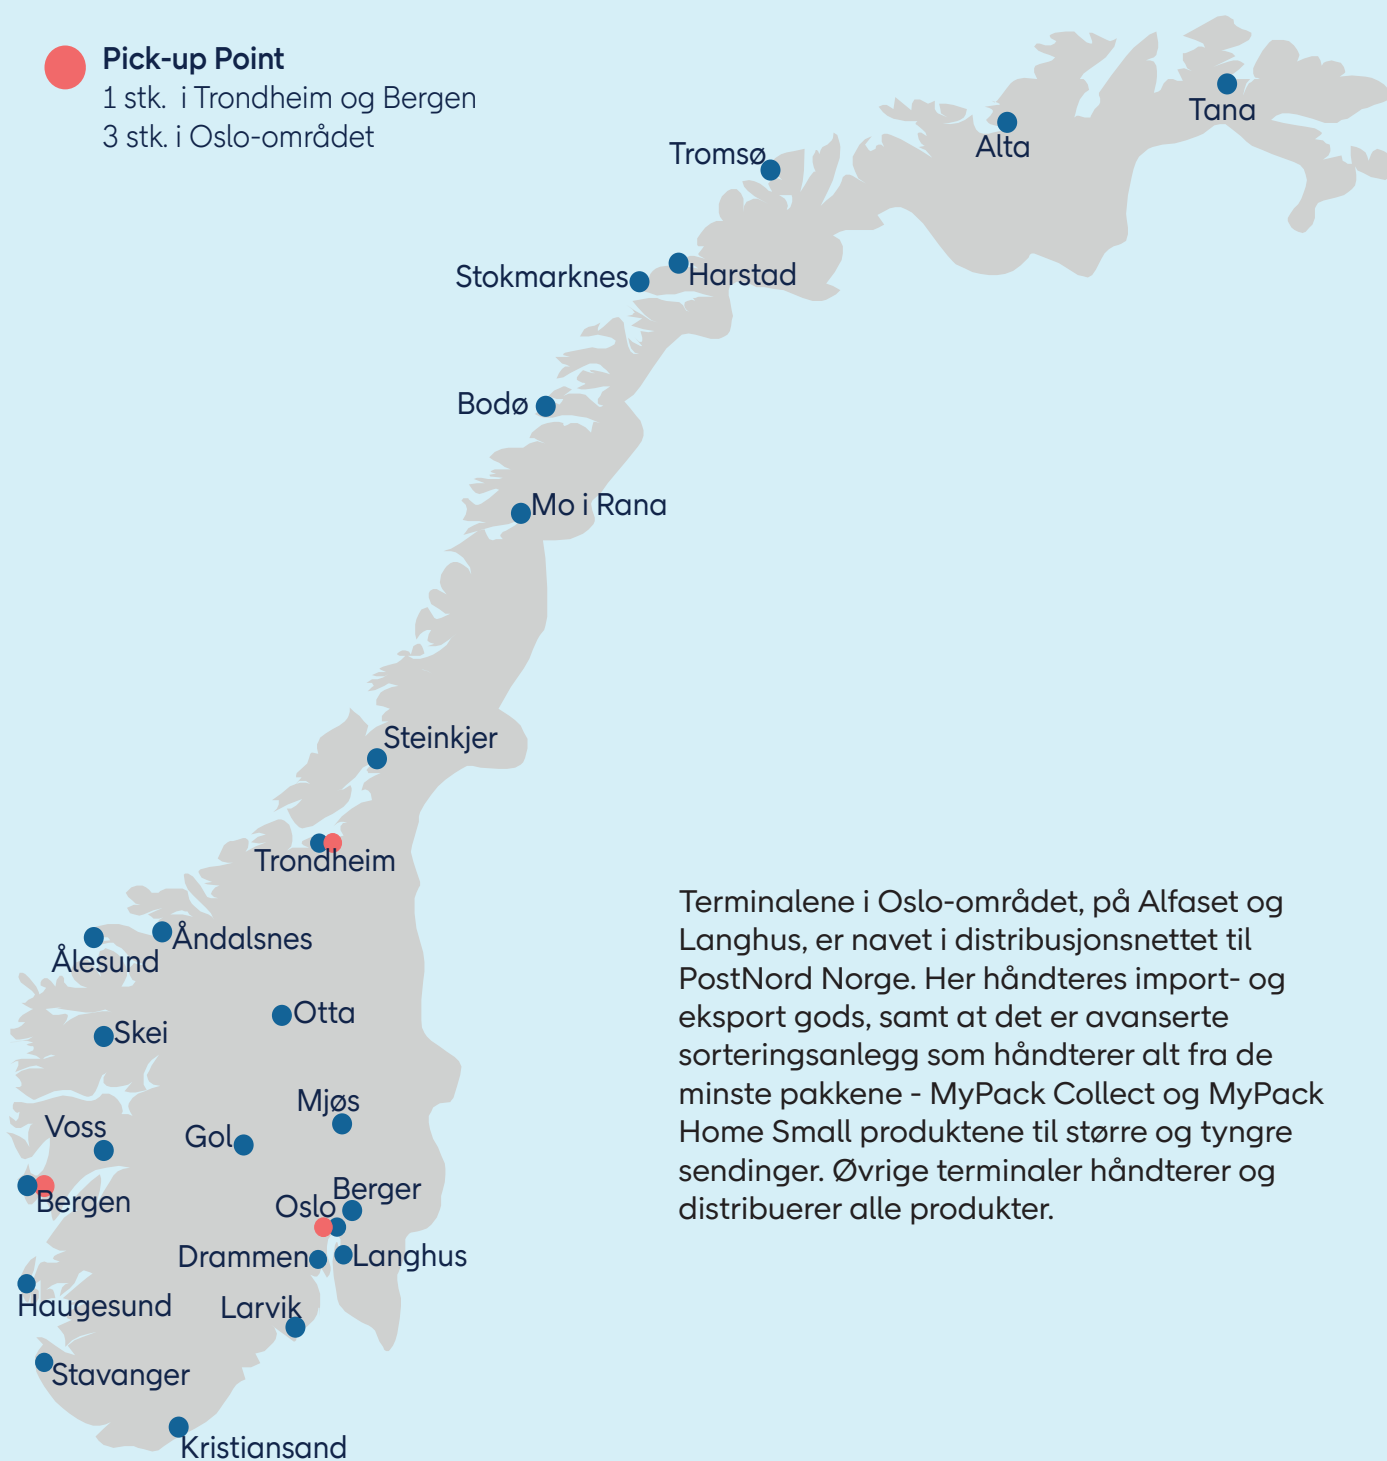 Pick-up Point
1 stk. i Trondheim og Bergen
3 stk. i Oslo-området
Tana
Alta
Tromsø
Stokmarknes
Harstad
Bodø
Mo i Rana
Steinkjer
Trondheim
Åndalsnes
Ålesund
Otta
Skei
Mjøs
Voss
Gol
Berger
Bergen
Oslo
Drammen
Langhus
Haugesund
Larvik
Stavanger
Kristiansand
Terminalene i Oslo-området, på Alfaset og
Langhus, er navet i distribusjonsnettet til
PostNord Norge. Her håndteres import- og
eksport gods, samt at det er avanserte
sorteringsanlegg som håndterer alt fra de
minste pakkene - MyPack Collect og MyPack
Home Small produktene til større og tyngre
sendinger. Øvrige terminaler håndterer og
distribuerer alle produkter.